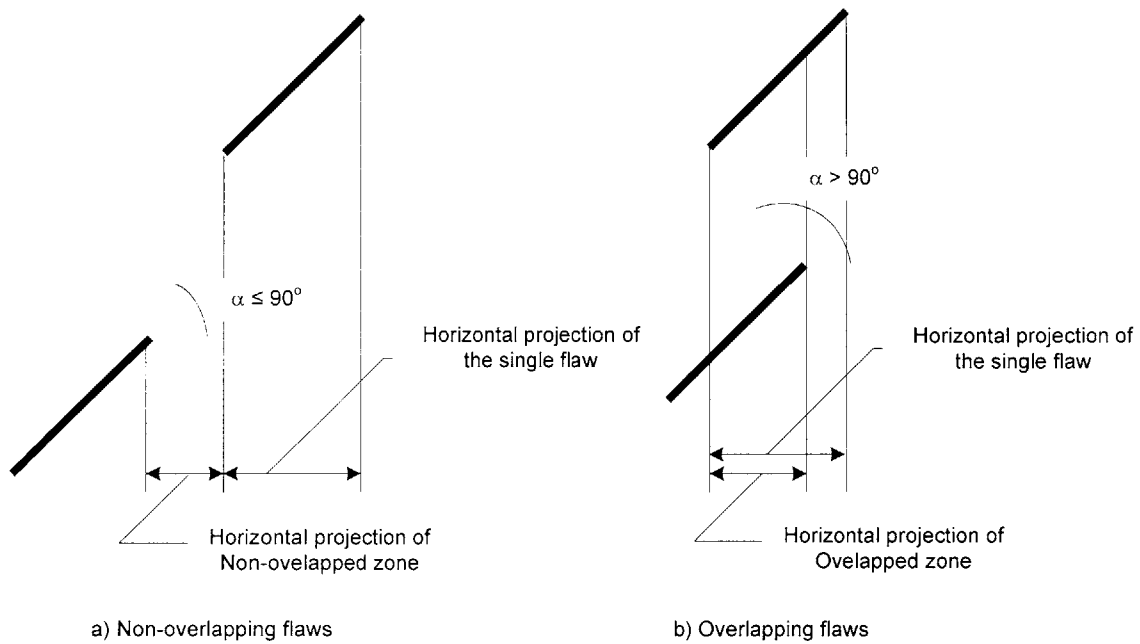 α ≤ 90°
Horizontal projection of
the single flaw
Horizontal projection of
Non-ovelapped zone
a) Non-overlapping flaws
α > 90°
Horizontal projection of
the single flaw
Horizontal projection of
Ovelapped zone
b) Overlapping flaws